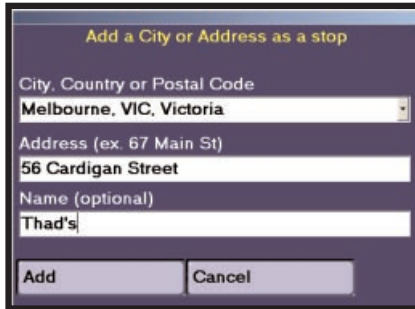 Add a City or Address as a stop
City, Country or Postal Code
Melbourne, VIC, Victoria
Address (ex. 67 Main St)
56 Cardigan Street
Name (optional)
Thad's
Add Cancel